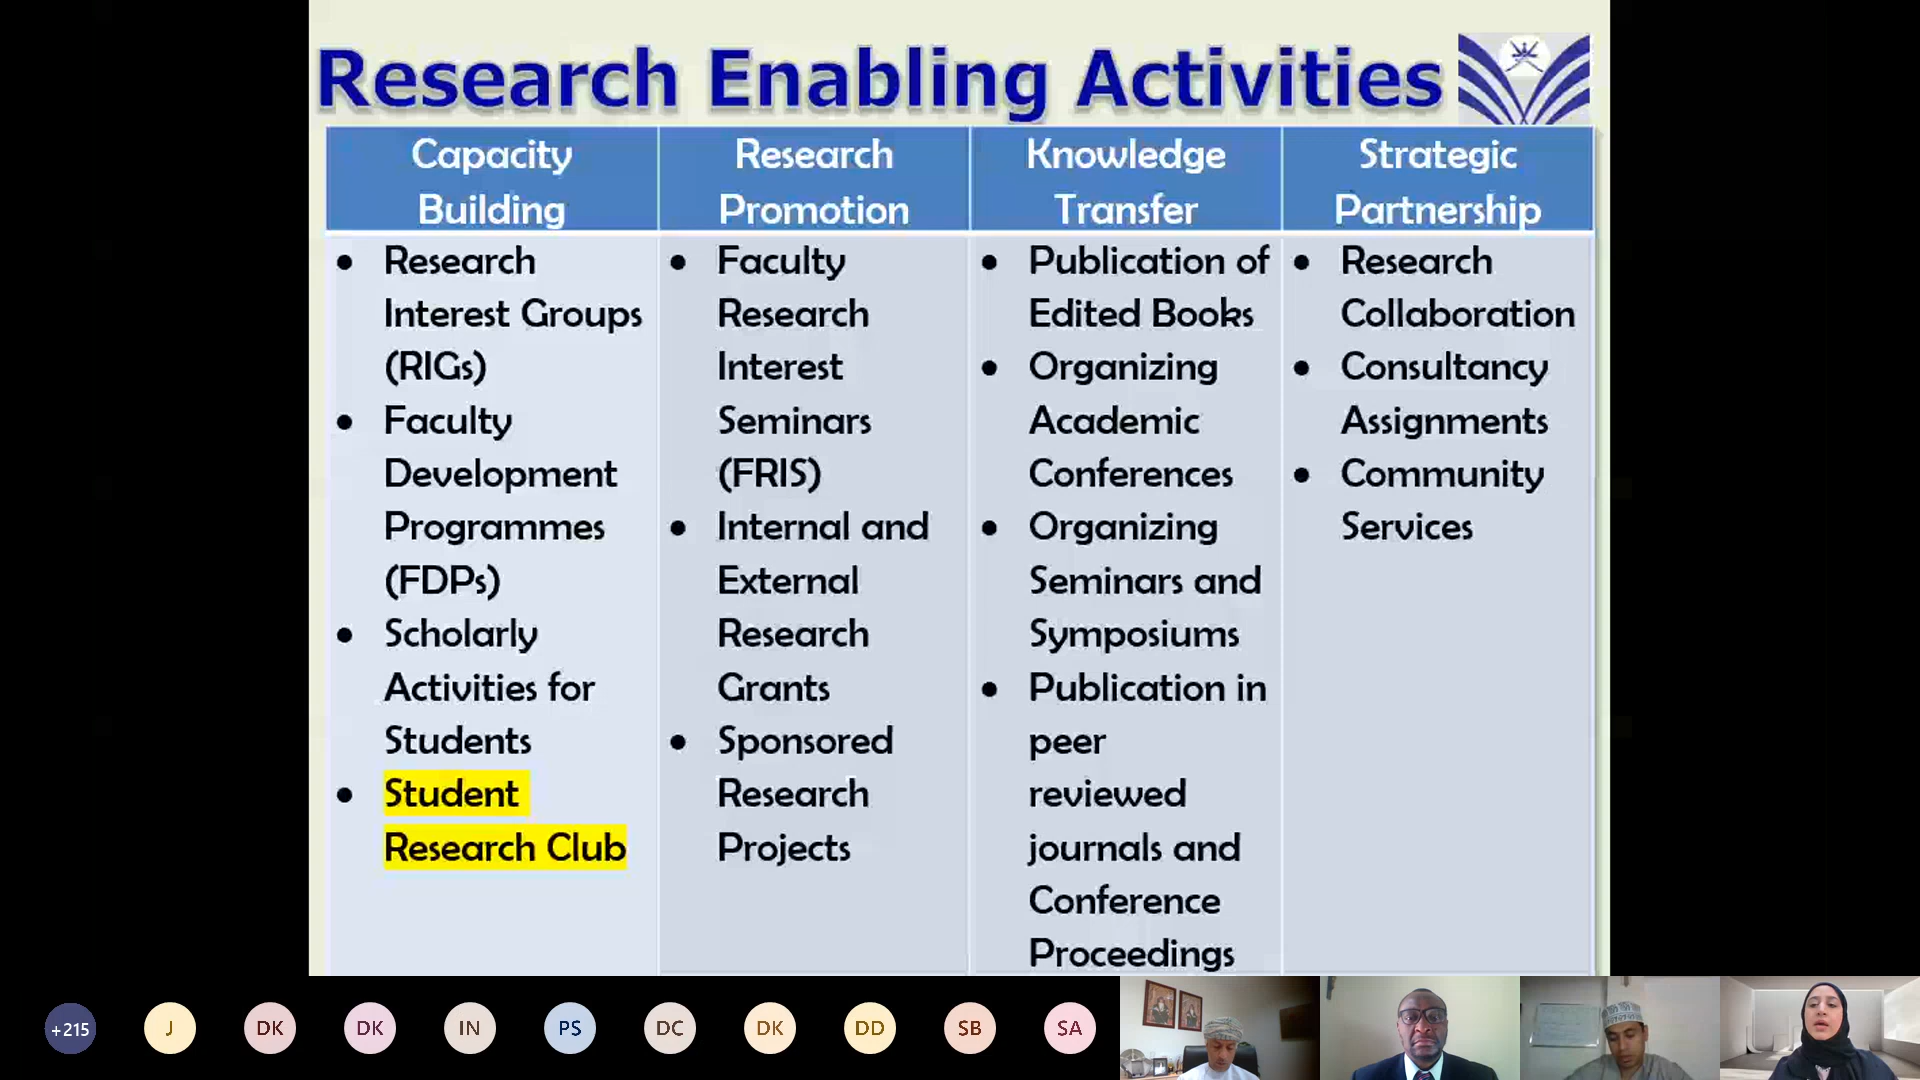 Research Enabling Activities
Capacity
Building
Research
Promotion
Knowledge
Transfer
Strategic
Partnership
• Research
Interest Groups
(RIGs)
• Faculty
Development
Programmes
(FDPs)
• Scholarly
Activities for
Students
• Student
Research Club
• Faculty
Research
Interest
Seminars
(FRIS)
• Internal and
External
Research
Grants
• Sponsored
Research
Projects
• Publication of
Edited Books
• Organizing
Academic
Conferences
• Organizing
Seminars and
Symposiums
• Publication in
peer
reviewed
journals and
Conference
Proceedings
• Research
Collaboration
• Consultancy
Assignments
• Community
Services
+215
J
DK
DK
IN
PS
DC
DK
DD
SB
SA